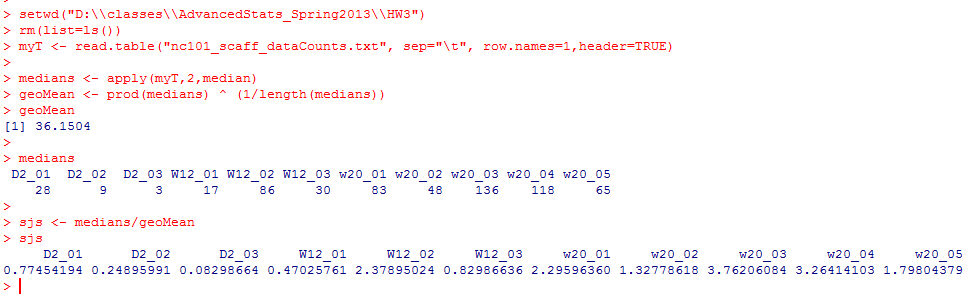 > setwd("D:\\classes\\AdvancedStats_Spring2013\\HW3")
> rm(list=ls())
> myT <- read.table("nc101_scaff_dataCounts.txt", sep="\t", row.names=1,header=TRUE)
>
> medians <- apply(myT,2,median)
> geoMean <- prod(medians) ^ (1/length(medians))
> geoMean
[1] 36.1504
>
> medians
D2_01 D2_02 D2_03 W12_01 W12_02 W12_03 w20_01 w20_02 w20_03 w20_04 w20_05
28 9 3 17 86 30 83 48 136 118 65
>
> sjs <- medians/geoMean
> sjs
D2_01 D2_02 D2_03 W12_01 W12_02 W12_03 w20_01 w20_02 w20_03 w20_04 w20_05
0.77454194 0.24895991 0.08298664 0.47025761 2.37895024 0.82986636 2.29596360 1.32778618 3.76206084 3.26414103 1.79804379
>